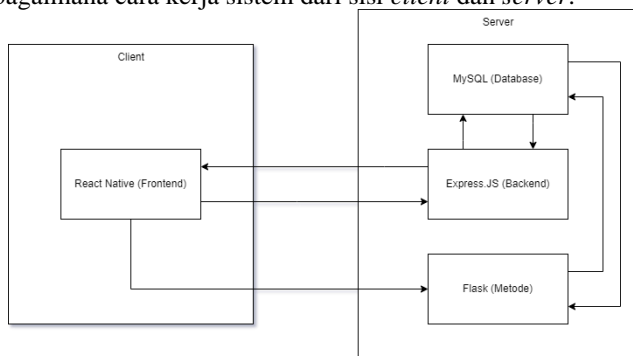 bagaimana cara kerja sistem dari sisi client dan server.
Server
Client
MySQL (Database)
React Native (Frontend)
Express.JS (Backend)
Flask (Metode)